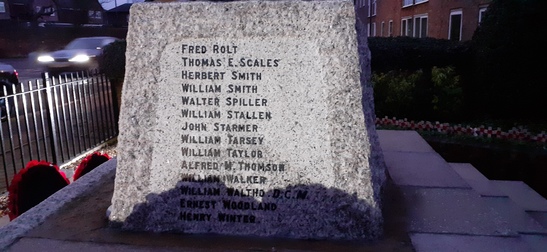 FRED ROLT
THOMAS E. SCALES
HERBERT SMITH
WILLIAM SMITH
WALTER SPILLER
WILLIAM STALLEN
JOHN STARMER
WILLIAM TARSEY
WILLIAM TAYLOR
ALFRED M. THOMSON
WILLIAM WALKER
WILLIAM WALTHO D.C.M.
ERNEST WOODLAND
HENRY WINTER